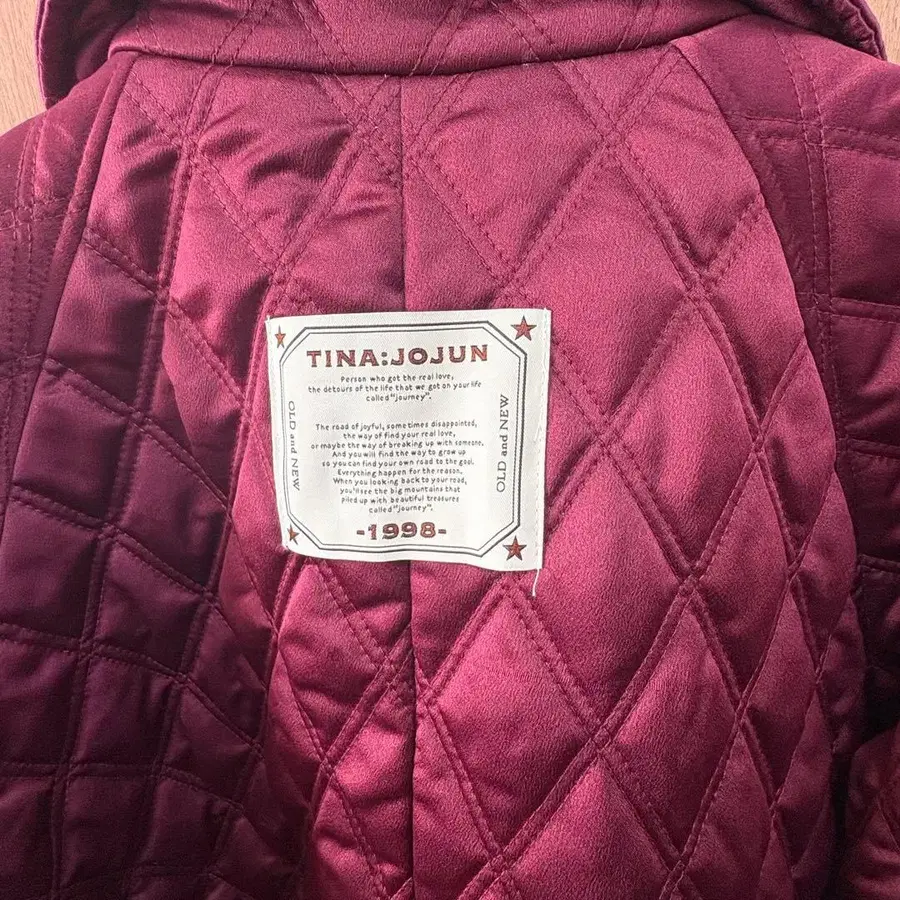 TINA:JOJUN
Person who got the real love,
the detours of the life that we got on your life
called "journey".
The road of joyful, sometimes disappointed,
the way of find your real love,
or maybe the way of breaking up with someone.
And you will find the way to grow up
so you can find your own road to the goal.
Everything happen for the reason.
When you looking back to your road,
you'll see the big mountains that
piled up with beautiful treasures
called "journey".
-1998-
OLD and NEW
OLD and NEW